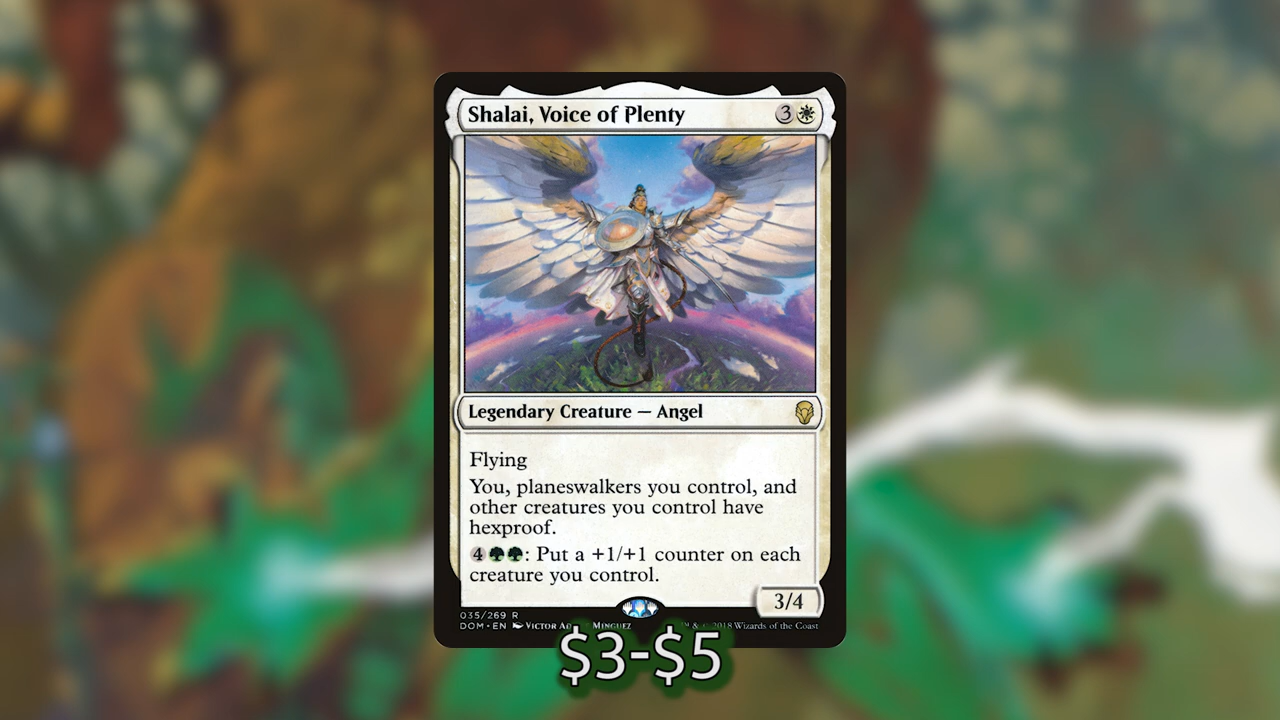 Shalai, Voice of Plenty 3
Legendary Creature — Angel
Flying
You, planeswalkers you control, and
other creatures you control have
hexproof.
4 : Put a +1/+1 counter on each
creature you control.
3/4
035/269 R
DOM • EN Victor Minguez
& © 2018 Wizards of the Coast
$3-$5